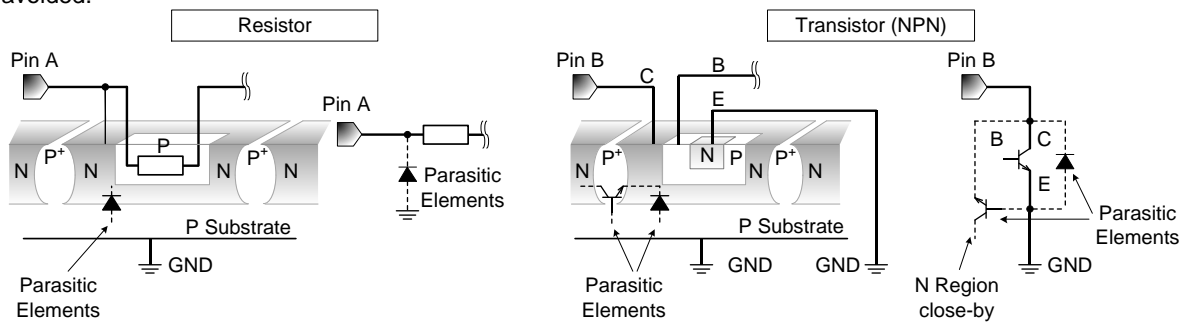 avoided.
Resistor
Transistor (NPN)
Pin A
Pin A
N
P+
N
P
N
P+
N
Parasitic
Elements
P Substrate
GND
Parasitic
Elements
Pin B
C
B
E
N
P+
N
N
P
N
P+
N
P Substrate
GND
GND
Parasitic
Elements
Pin B
B
C
E
Parasitic
Elements
GND
N Region
close-by